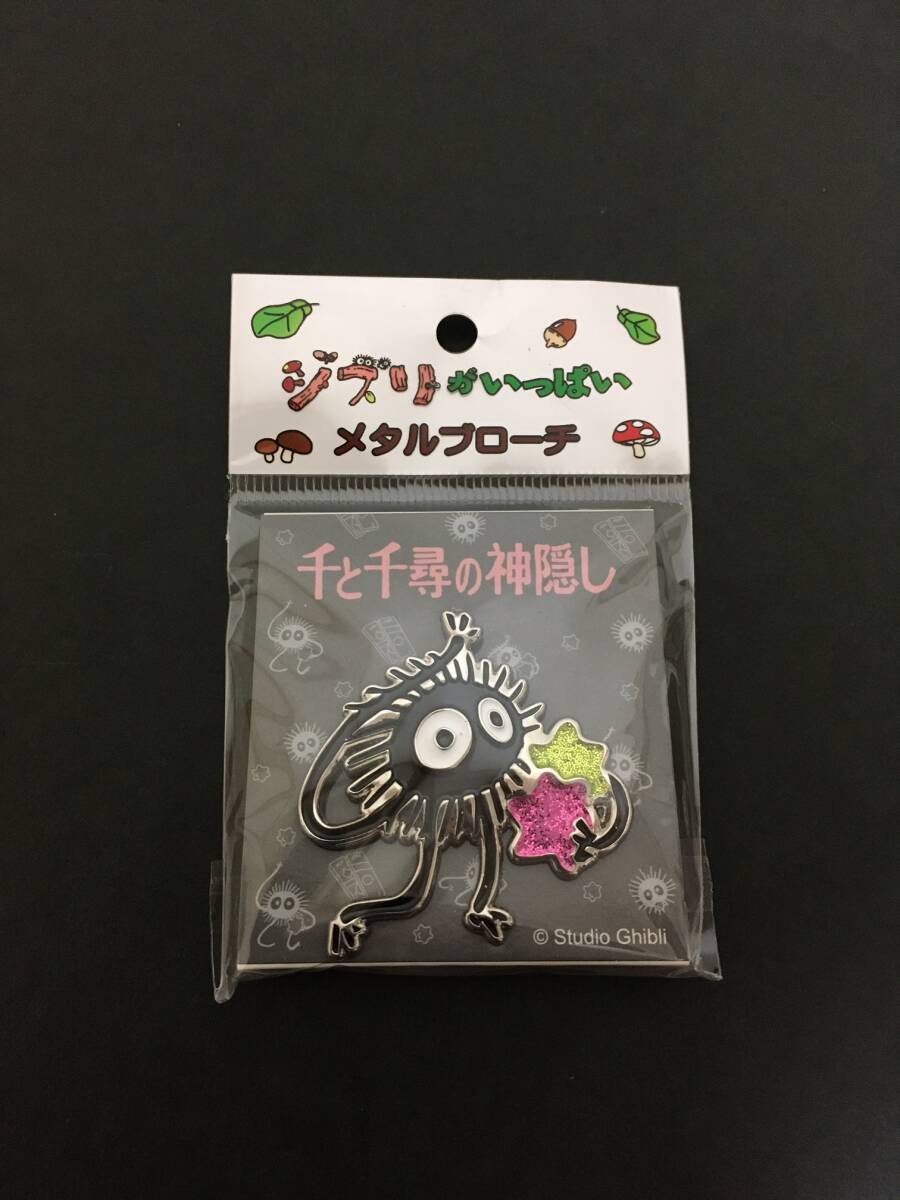 ジブリがいっぱい
メタルブローチ
千と千尋の神隠し
© Studio Ghibli